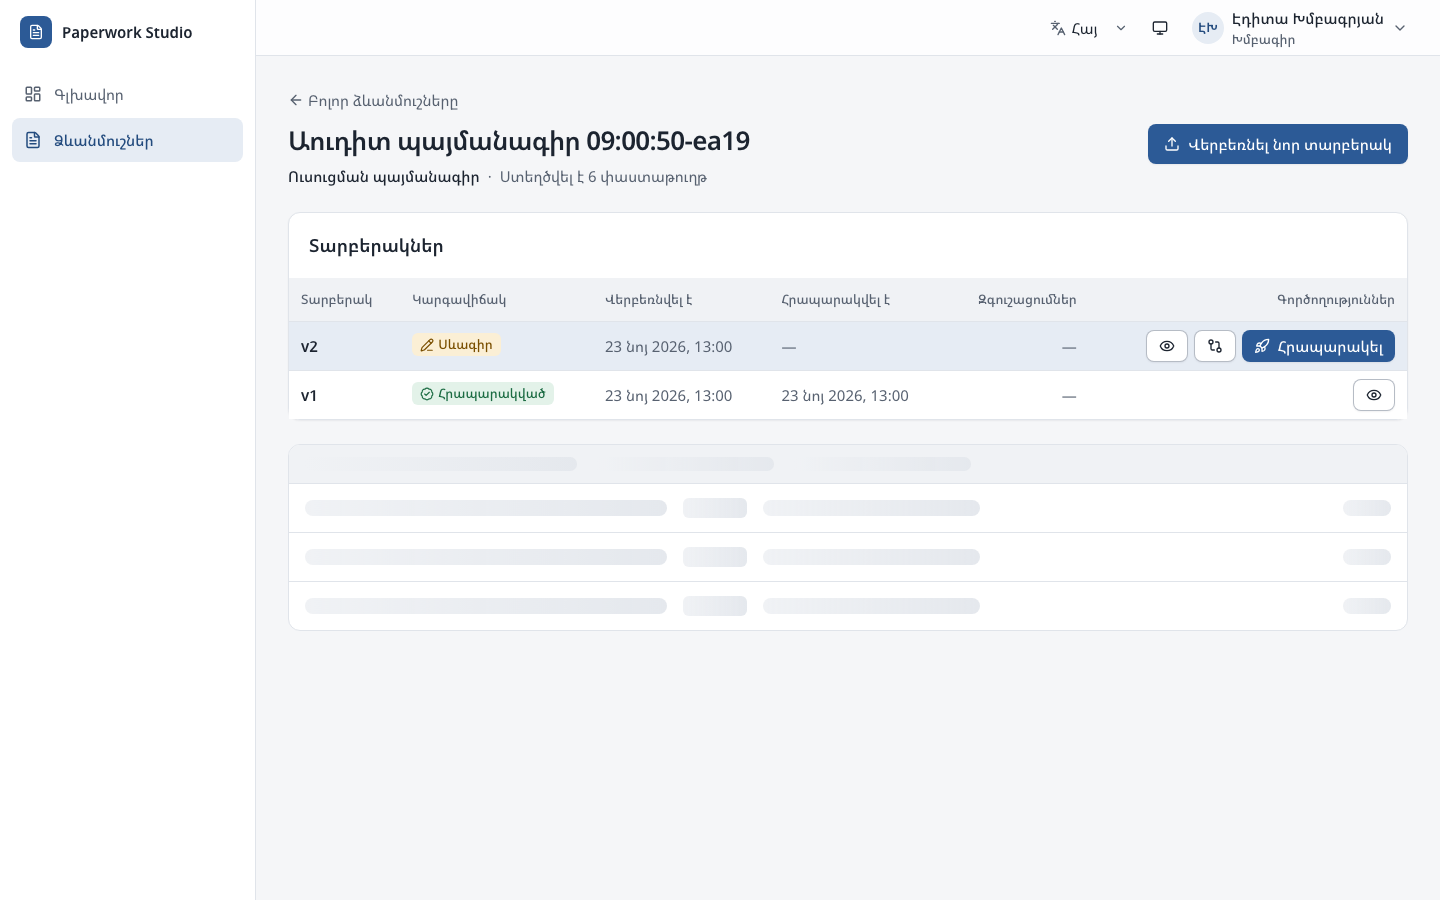 Paperwork Studio
Հայ
ԷԽ
Էդիտա Խմբագրյան
Խմբագիր
Գլխավոր
Ձևանմուշներ
Բոլոր ձևանմուշները
Աուդիտ պայմանագիր 09:00:50-ea19
Վերբեռնել նոր տարբերակ
Ուսուցման պայմանագիր · Ստեղծվել է 6 փաստաթուղթ
Տարբերակներ
Տարբերակ Կարգավիճակ Վերբեռնվել է Հրապարակվել է Զգուշացումներ Գործողություններ
v2 Սևագիր 23 նոյ 2026, 13:00 — — Հրապարակել
v1 Հրապարակված 23 նոյ 2026, 13:00 23 նոյ 2026, 13:00 —